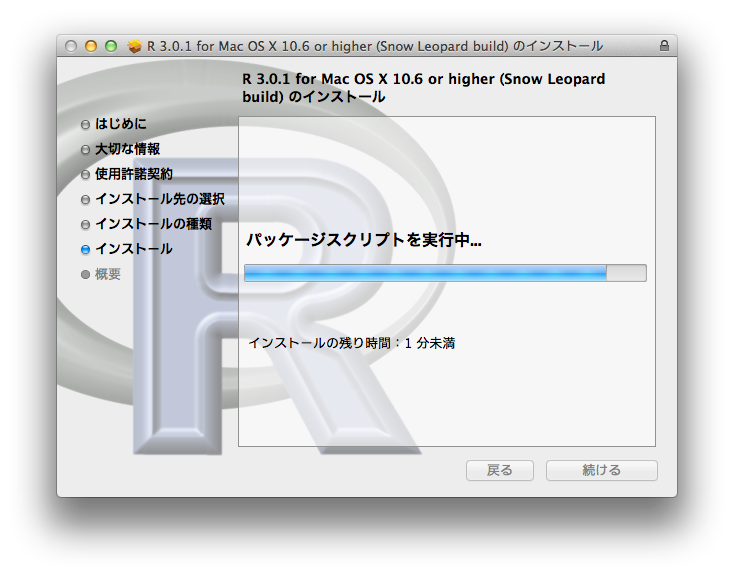 R 3.0.1 for Mac OS X 10.6 or higher (Snow Leopard build) のインストール
R 3.0.1 for Mac OS X 10.6 or higher (Snow Leopard
build) のインストール
はじめに
大切な情報
使用許諾契約
インストール先の選択
インストールの種類
インストール
概要
パッケージスクリプトを実行中...
インストールの残り時間：1 分未満
戻る
続ける